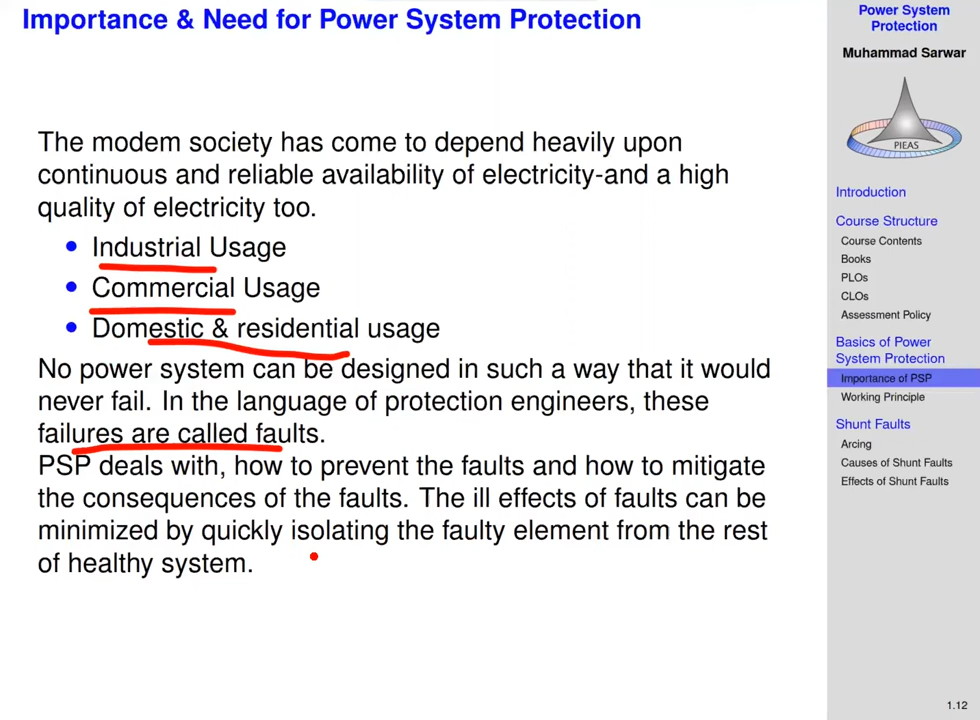 Importance & Need for Power System Protection
The modem society has come to depend heavily upon
continuous and reliable availability of electricity-and a high
quality of electricity too.
Industrial Usage
Commercial Usage
Domestic & residential usage
No power system can be designed in such a way that it would
never fail. In the language of protection engineers, these
failures are called faults.
PSP deals with, how to prevent the faults and how to mitigate
the consequences of the faults. The ill effects of faults can be
minimized by quickly isolating the faulty element from the rest
of healthy system.
Power System
Protection
Muhammad Sarwar
PIEAS
Introduction
Course Structure
Course Contents
Books
PLOs
CLOs
Assessment Policy
Basics of Power
System Protection
Importance of PSP
Working Principle
Shunt Faults
Arcing
Causes of Shunt Faults
Effects of Shunt Faults
1.12